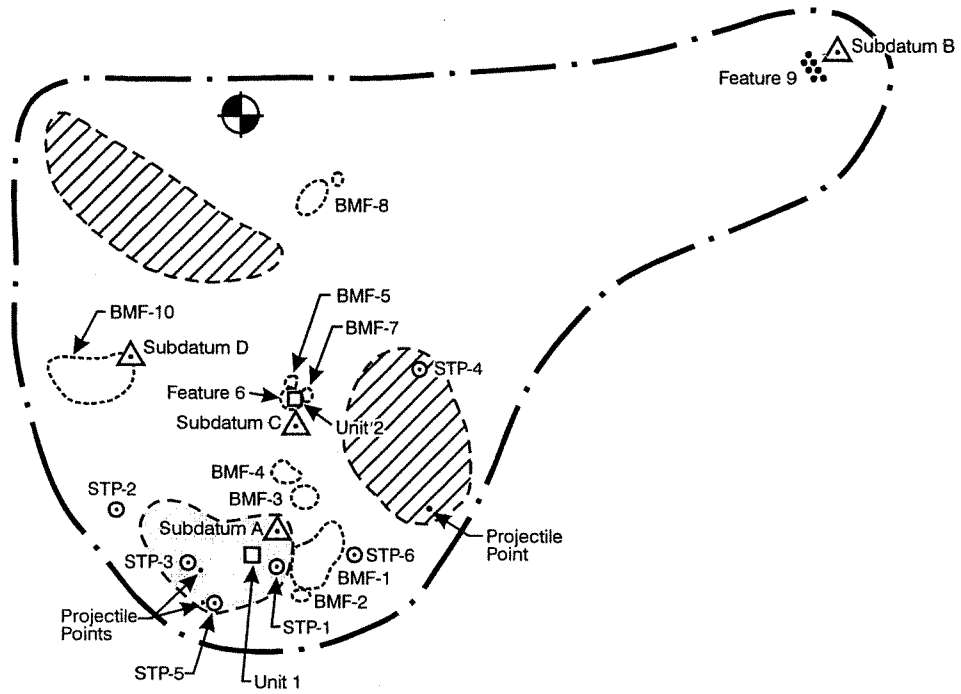 Subdatum B
Feature 9
BMF-8
BMF-5
BMF-10
BMF-7
Subdatum D
STP-4
Feature 6
Subdatum C
Unit 2
BMF-4
STP-2
BMF-3
Subdatum A
Projectile
Point
STP-3
STP-6
BMF-1
BMF-2
Projectile
Points
STP-1
STP-5
Unit 1